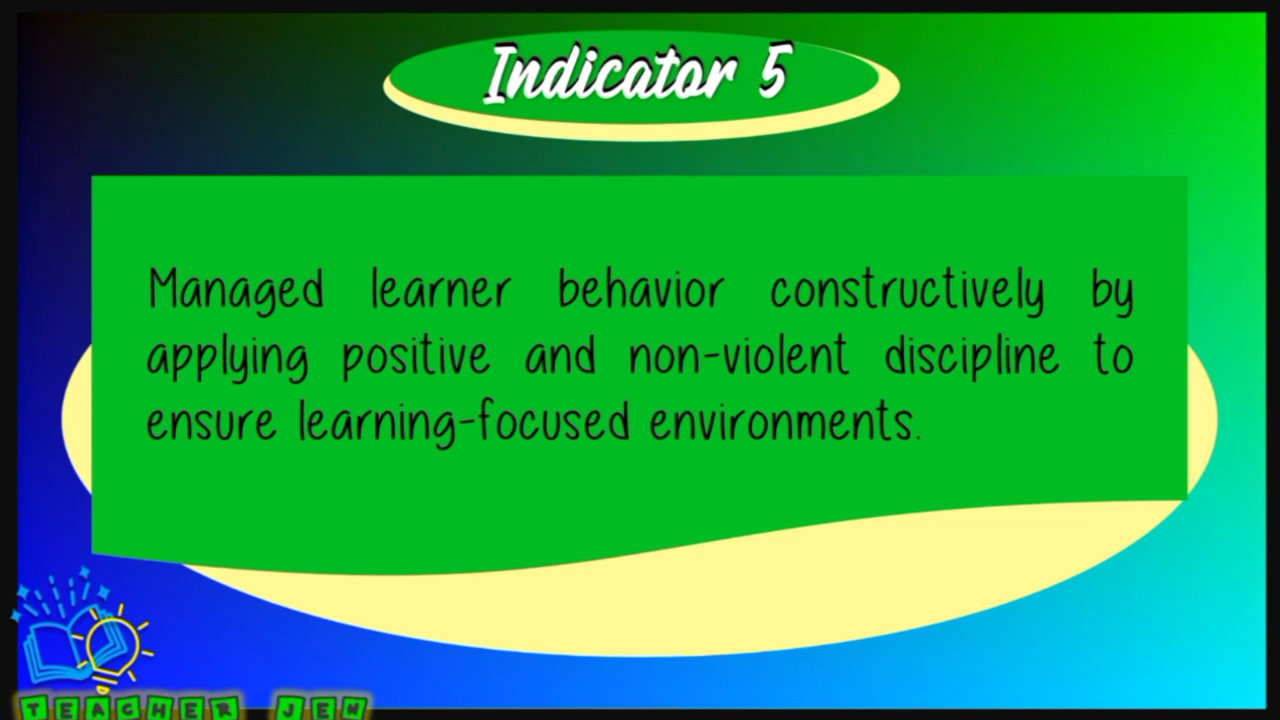 Indicator 5
Managed learner behavior constructively by
applying positive and non-violent discipline to
ensure learning-focused environments.
TEACHER JEN